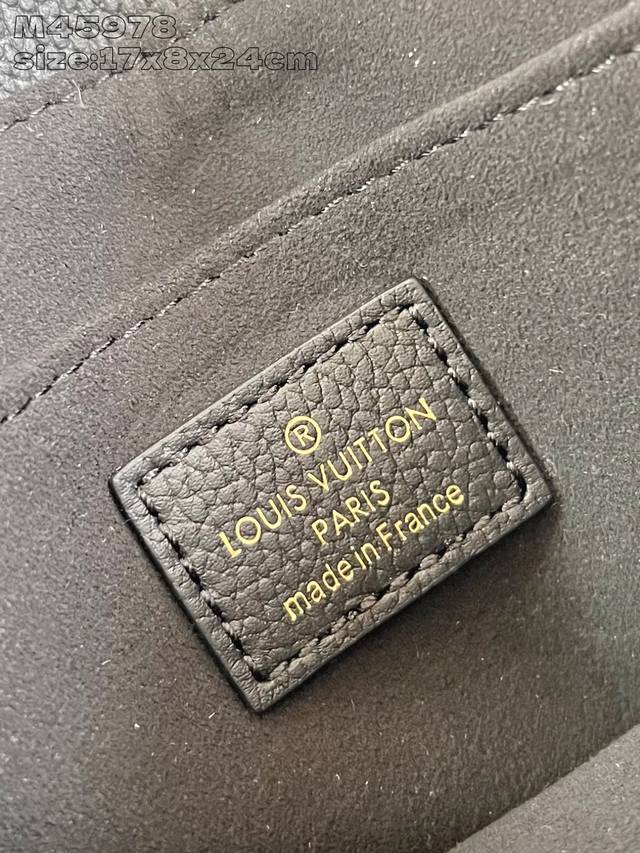 M45978
size:17x8x24cm
®
LOUIS VUITTON
PARIS
made in France